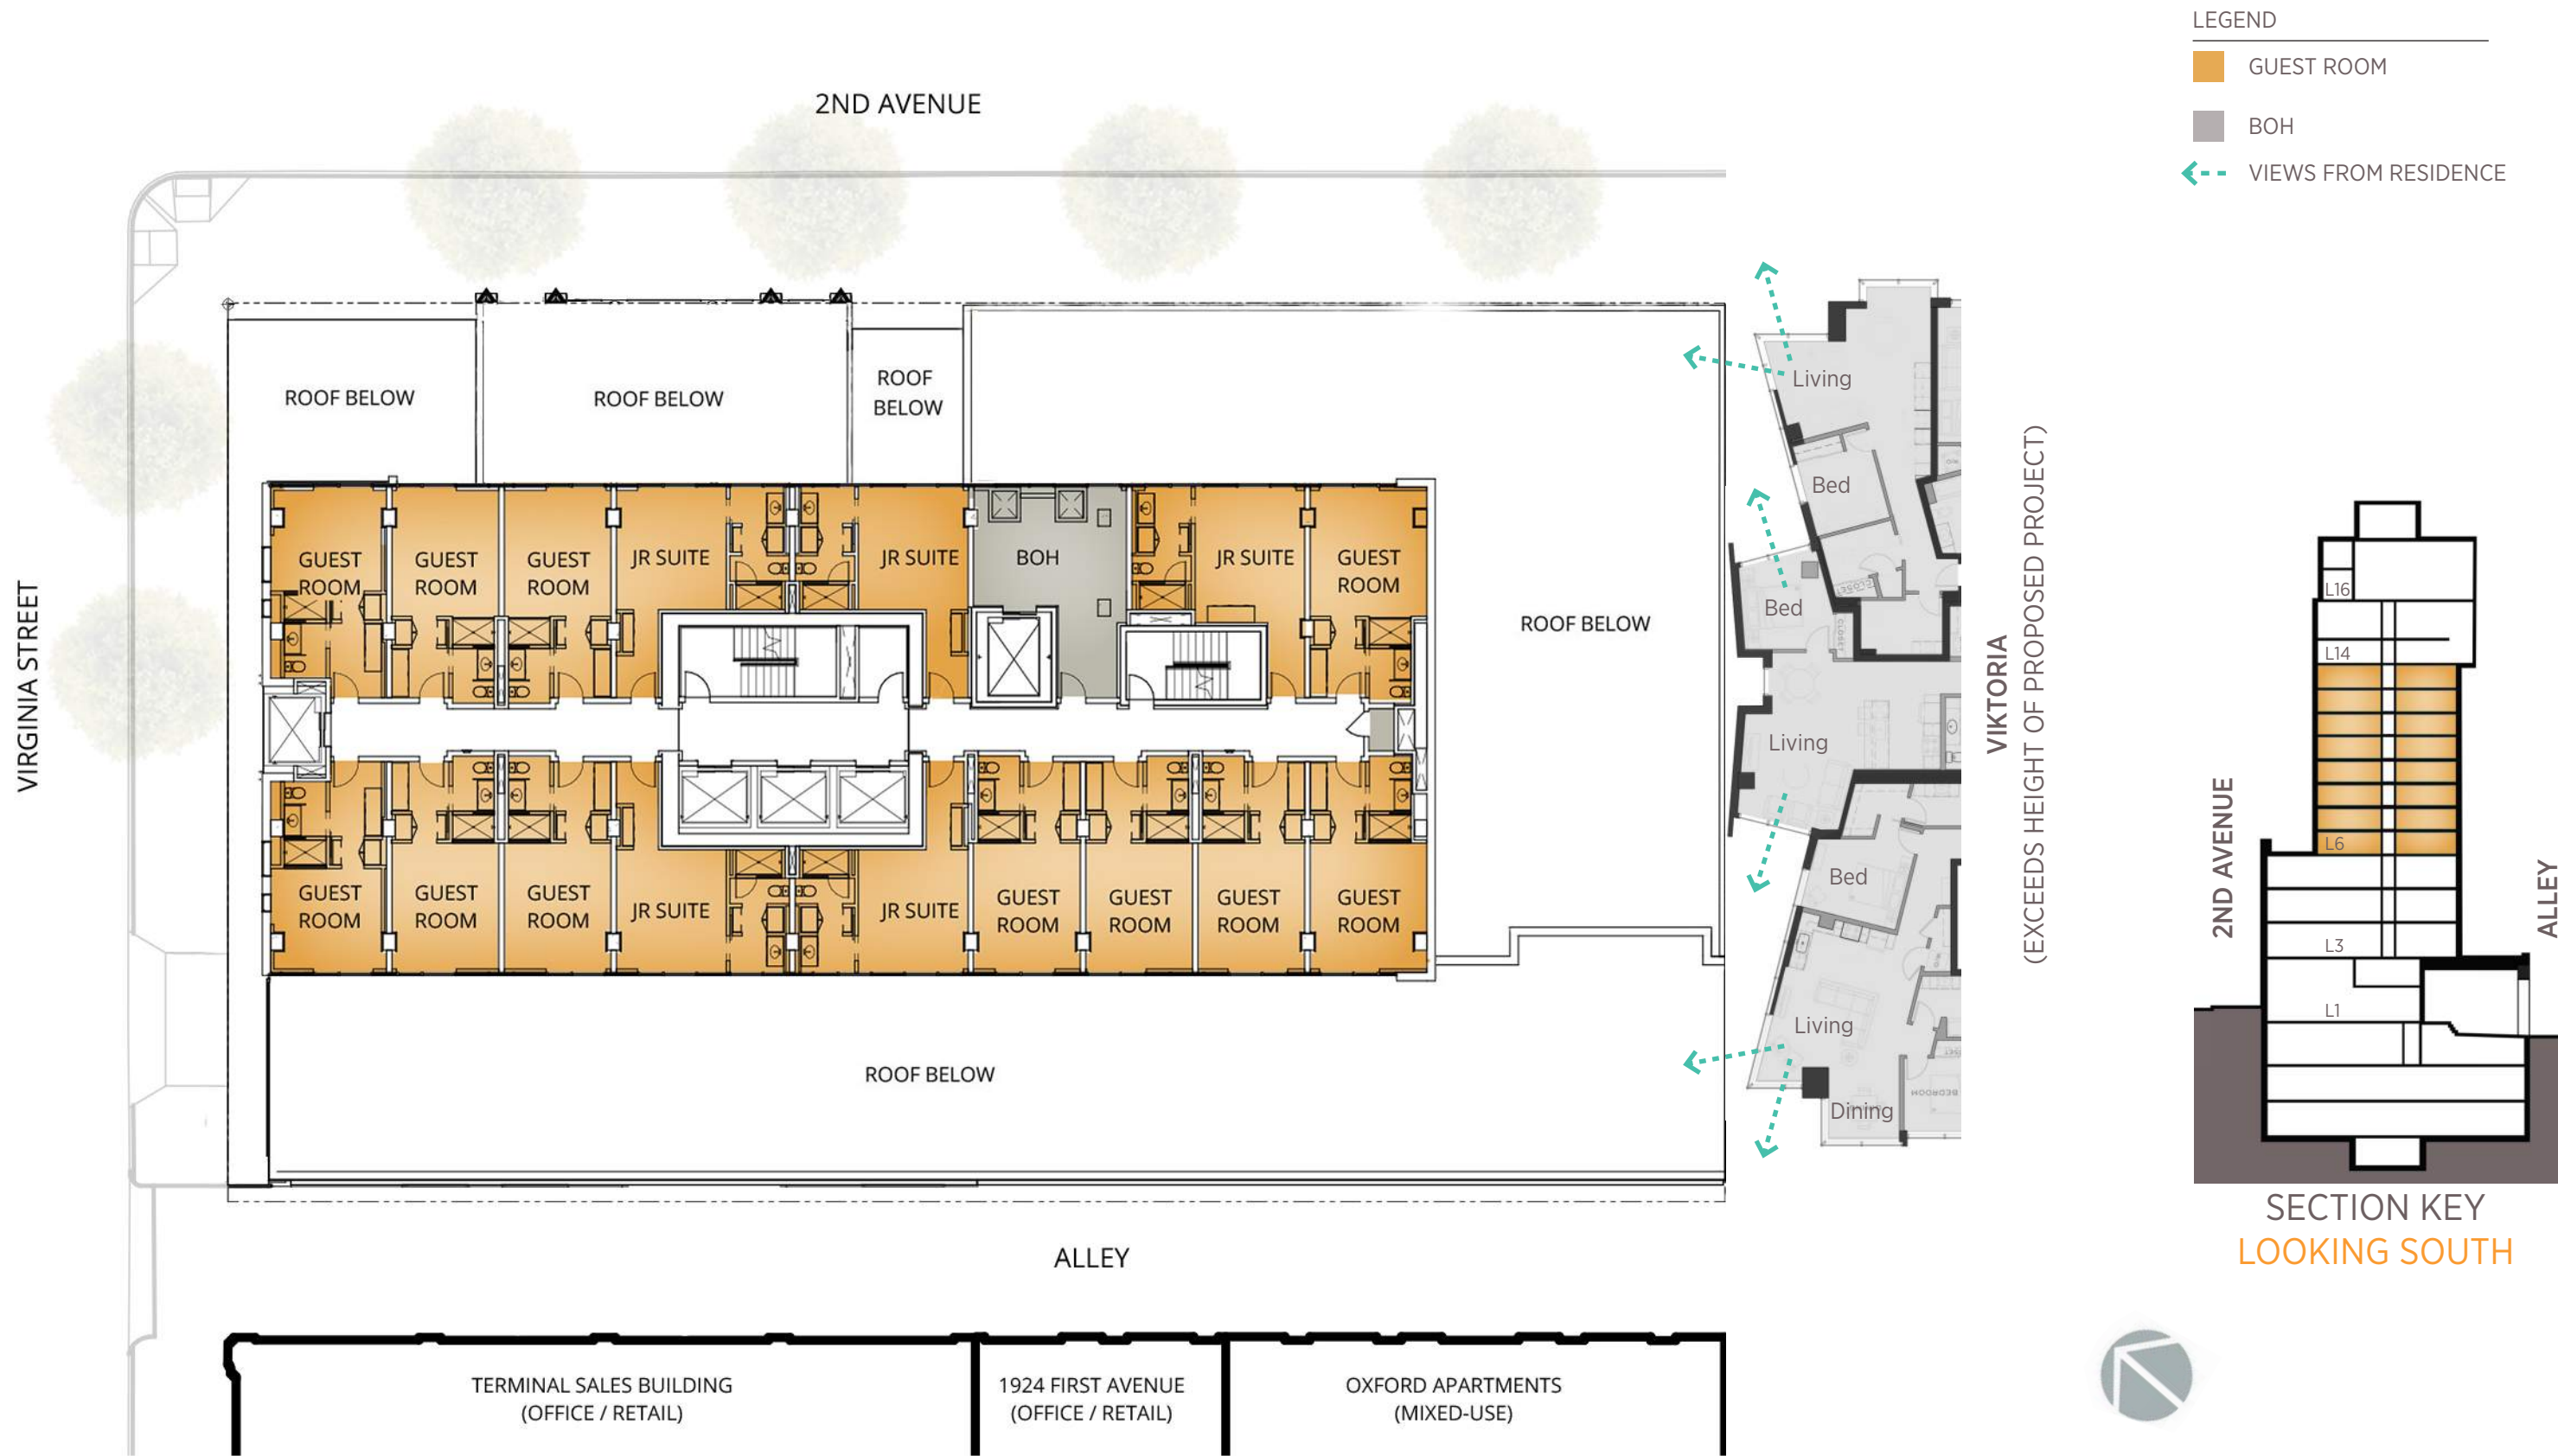 LEGEND
GUEST ROOM
BOH
VIEWS FROM RESIDENCE
2ND AVENUE
VIRGINIA STREET
ROOF BELOW
ROOF BELOW
ROOF
BELOW
GUEST
ROOM
GUEST
ROOM
GUEST
ROOM
JR SUITE
JR SUITE
BOH
JR SUITE
GUEST
ROOM
ROOF BELOW
GUEST
ROOM
GUEST
ROOM
GUEST
ROOM
JR SUITE
JR SUITE
GUEST
ROOM
GUEST
ROOM
GUEST
ROOM
GUEST
ROOM
ROOF BELOW
Living
Bed
CLOSET
Bed
CLOSET
Living
Bed
Living
Dining
BEDROOM
VIKTORIA
(EXCEEDS HEIGHT OF PROPOSED PROJECT)
2ND AVENUE
L16
L14
L6
L3
L1
ALLEY
SECTION KEY
LOOKING SOUTH
ALLEY
TERMINAL SALES BUILDING
(OFFICE / RETAIL)
1924 FIRST AVENUE
(OFFICE / RETAIL)
OXFORD APARTMENTS
(MIXED-USE)